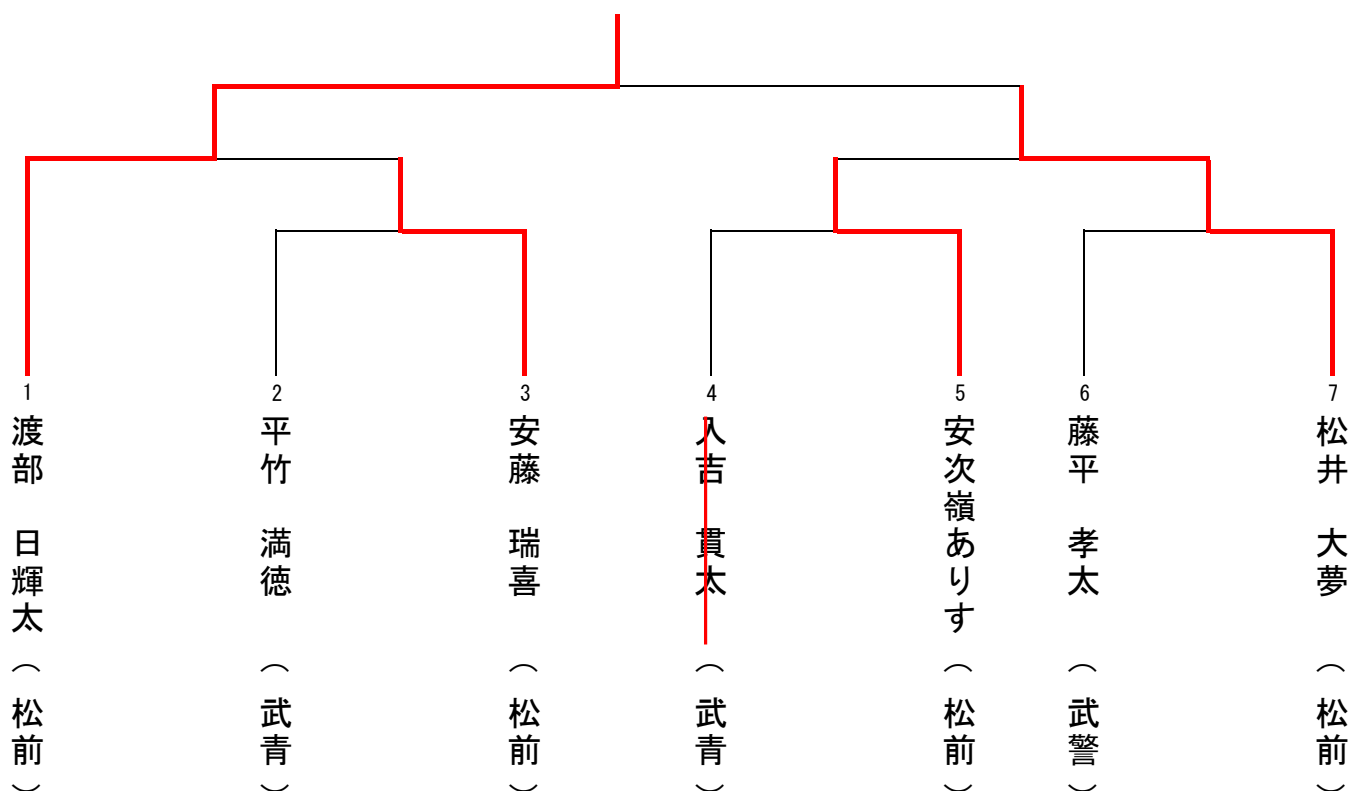 1
渡部 日輝太（松前）
2
平竹 満徳（武青）
3
安藤 瑞喜（松前）
4
入吉 貫太（武青）
5
安次嶺ありす（松前）
6
藤平 孝太（武警）
7
松井 大夢（松前）